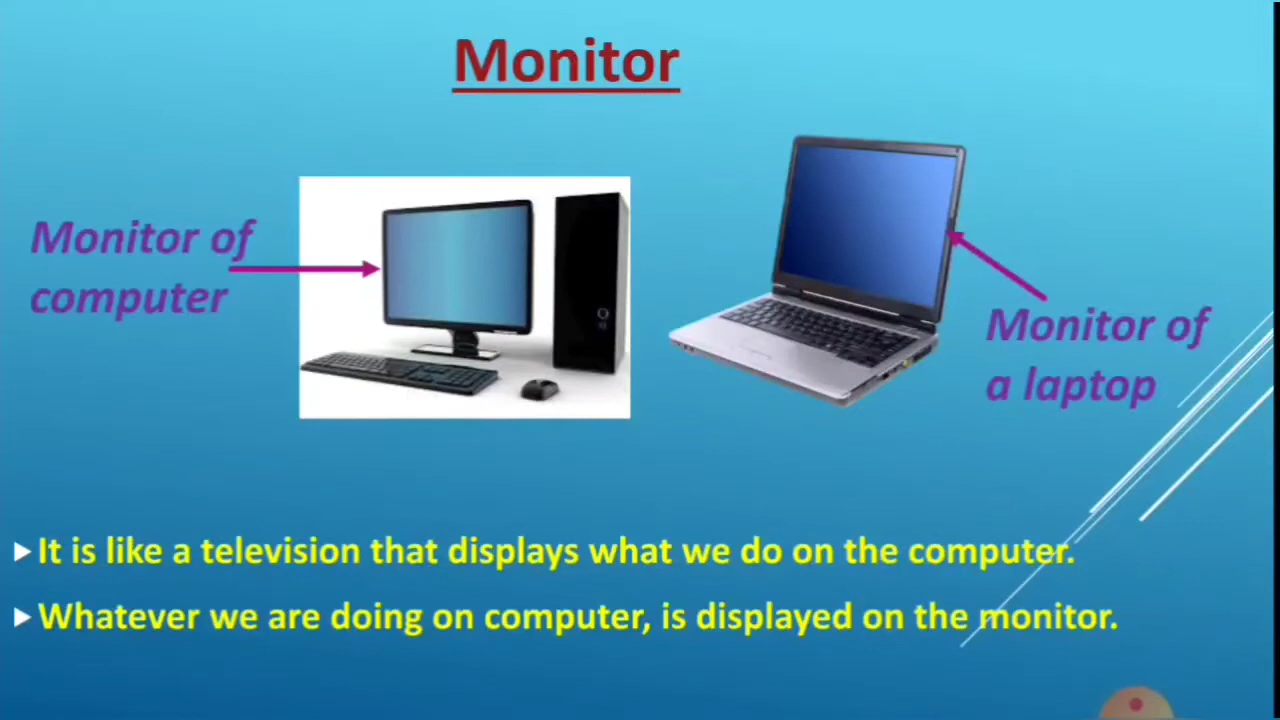 Monitor
Monitor of
computer
Monitor of
a laptop
It is like a television that displays what we do on the computer.
Whatever we are doing on computer, is displayed on the monitor.